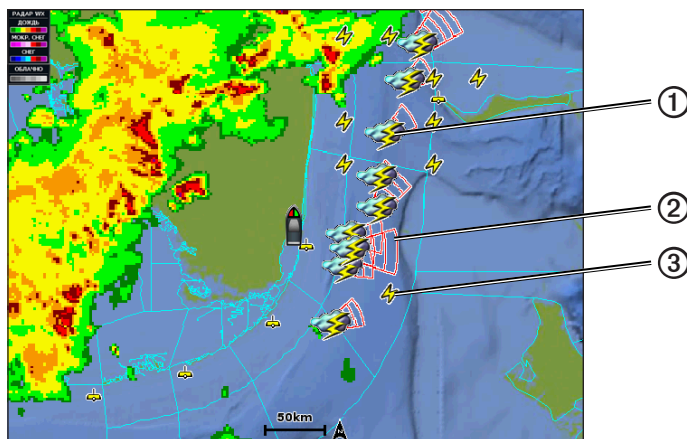 РАДАР WX
ДОЖДЬ
МОКР. СНЕГ
СНЕГ
ОБЛАЧНО
①
②
③
50km
N